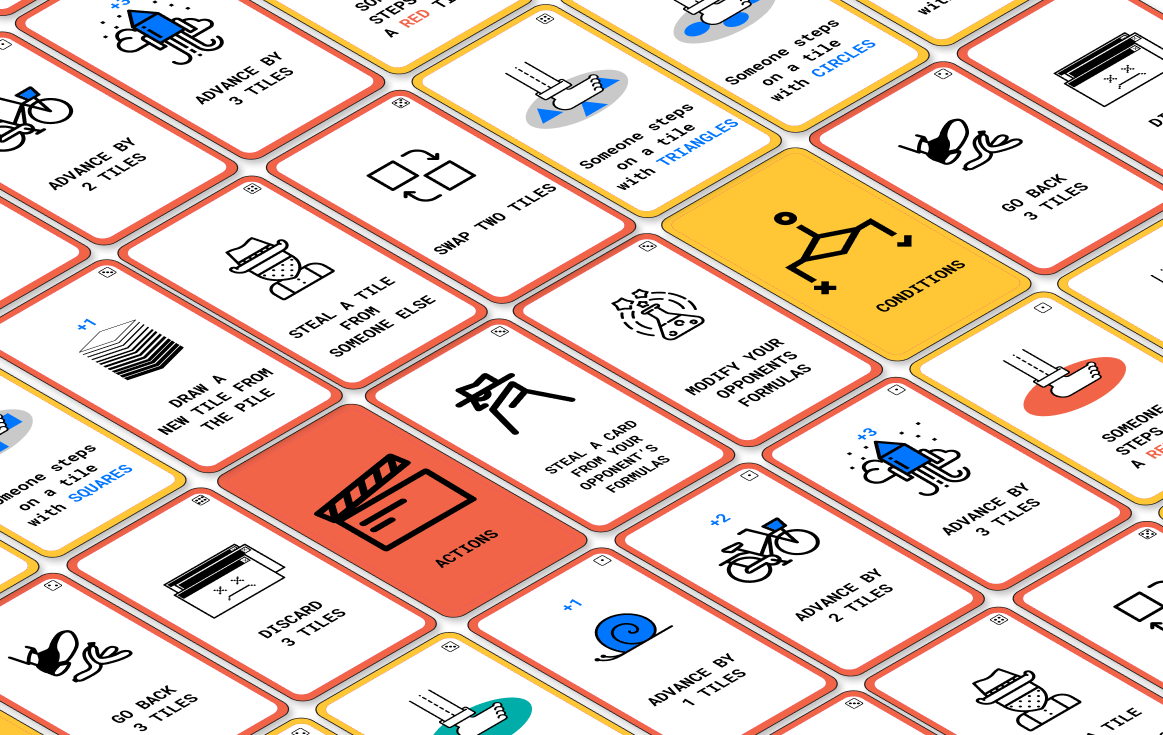 +3
ADVANCE BY
3 TILES
STEPS
A RED
Someone steps
on a tile
with CIRCLES
with
ADVANCE BY
2 TILES
SWAP TWO TILES
Someone steps
on a tile
with TRIANGLES
GO BACK
3 TILES
STEAL A TILE
FROM
SOMEONE ELSE
CONDITIONS
+1
DRAW A
NEW TILE FROM
THE PILE
MODIFY YOUR
OPPONENTS
FORMULAS
SOMEONE
STEPS
A
steps
on a tile
with SQUARES
STEAL A CARD
FROM YOUR
OPPONENT'S
FORMULAS
+3
ADVANCE BY
3 TILES
ACTIONS
+2
ADVANCE BY
2 TILES
DISCARD
3 TILES
+1
ADVANCE BY
1 TILES
GO BACK
3 TILES
A TILE